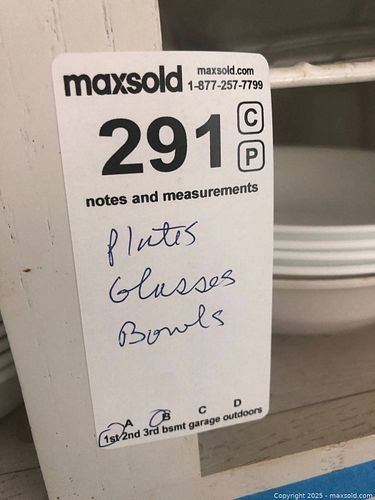 maxsold
maxsold.com
1-877-257-7799
291
C
P
notes and measurements
Plates
Glasses
Bowls
A B C D
1st 2nd 3rd bsmt garage outdoors
Copyright 2025 - maxsold.com